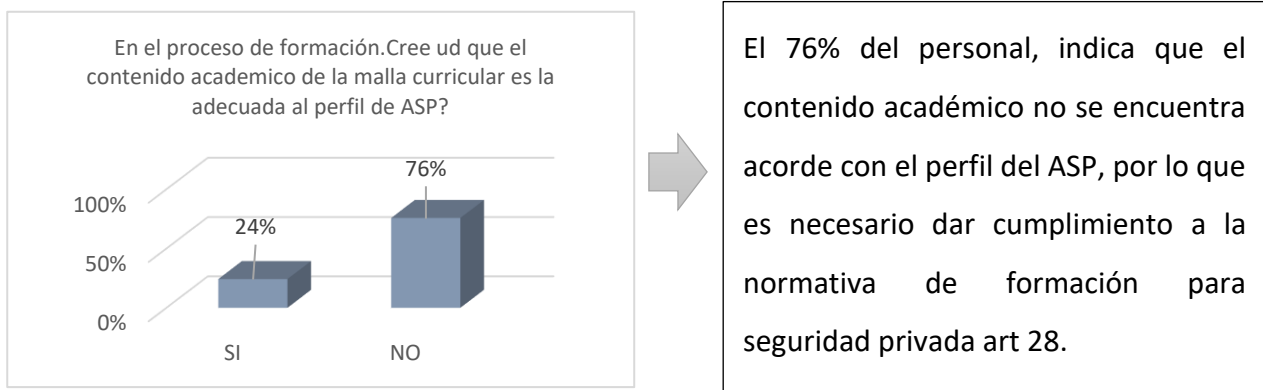 En el proceso de formación.Cree ud que el
contenido academico de la malla curricular es la
adecuada al perfil de ASP?
76%
100%
24%
50%
0%
SI
NO
El 76% del personal, indica que el
contenido académico no se encuentra
acorde con el perfil del ASP, por lo que
es necesario dar cumplimiento a la
normativa de formación para
seguridad privada art 28.